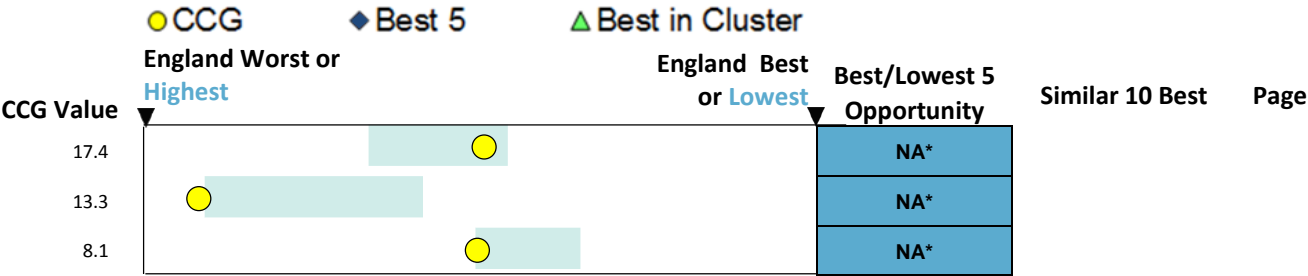 CCG Best 5 Best in Cluster
England Worst or
Highest
England Best
or Lowest
Best/Lowest 5
Opportunity
CCG Value
Similar 10 Best
Page
17.4 NA*
13.3 NA*
8.1 NA*